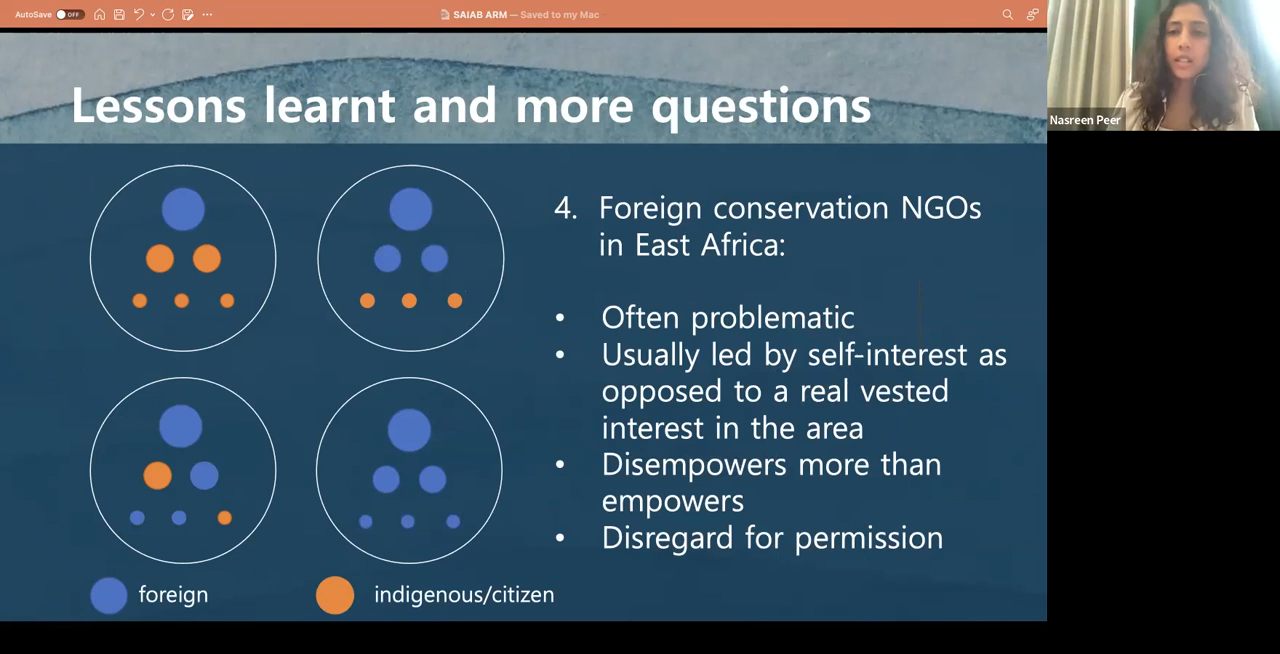 AutoSave OFF
SAIAB ARM — Saved to my Mac
Nasreen Peer
Lessons learnt and more questions
4. Foreign conservation NGOs
in East Africa:
• Often problematic
• Usually led by self-interest as
opposed to a real vested
interest in the area
• Disempowers more than
empowers
• Disregard for permission
foreign
indigenous/citizen